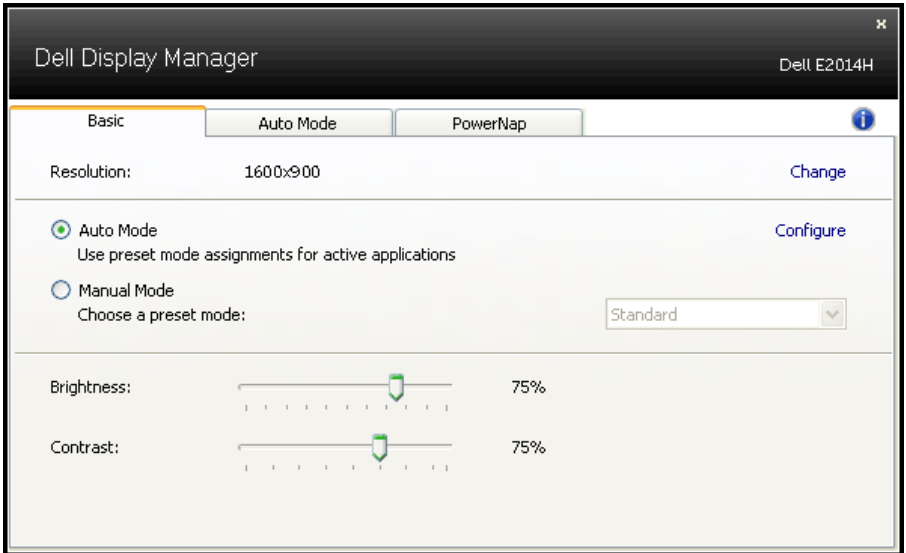 x
Dell Display Manager
Dell E2014H
Basic
Auto Mode
PowerNap
i
Resolution:
1600x900
Change
Auto Mode
Configure
Use preset mode assignments for active applications
Manual Mode
Choose a preset mode:
Standard
Brightness:
75%
Contrast:
75%